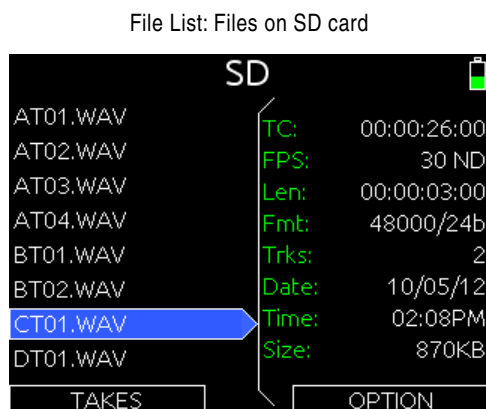 File List: Files on SD card
SD
AT01.WAV
AT02.WAV
AT03.WAV
AT04.WAV
BT01.WAV
BT02.WAV
CT01.WAV
DT01.WAV
TC: 00:00:26:00
FPS: 30 ND
Len: 00:00:03:00
Fmt: 48000/24b
Trks: 2
Date: 10/05/12
Time: 02:08PM
Size: 870KB
TAKES
OPTION